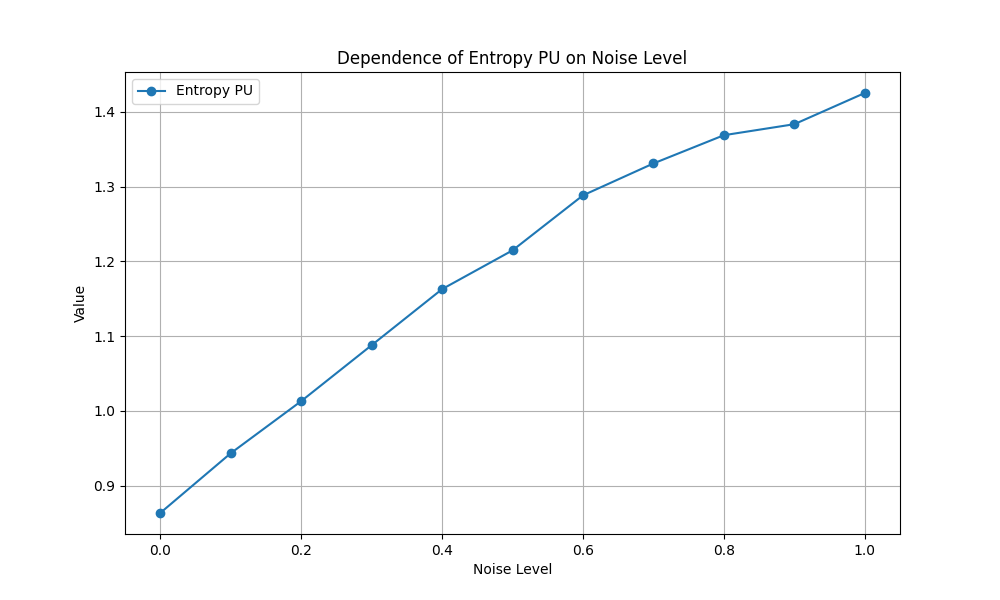 Dependence of Entropy PU on Noise Level
Entropy PU
1.4
1.3
1.2
1.1
1.0
0.9
Value
0.0 0.2 0.4 0.6 0.8 1.0
Noise Level